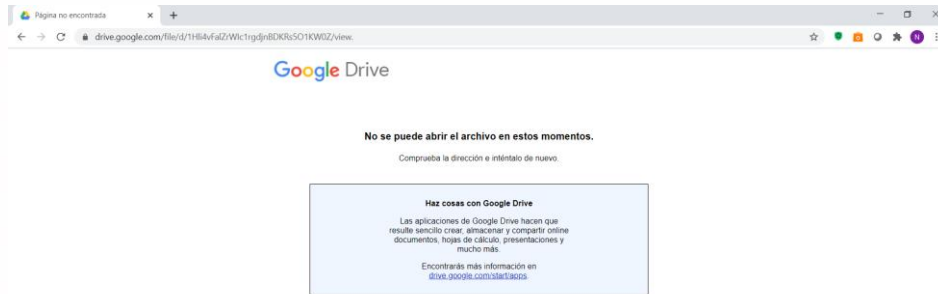 Página no encontrada
drive.google.com/file/d/1Hli4vFalZrWlc1rgdjnBDKRs5O1KW0Z/view.
N
Google Drive
No se puede abrir el archivo en estos momentos.
Comprueba la dirección e inténtalo de nuevo.
Haz cosas con Google Drive
Las aplicaciones de Google Drive hacen que
resulte sencillo crear, almacenar y compartir online
documentos, hojas de cálculo, presentaciones y
mucho más.
Encontrarás más información en
drive.google.com/start/apps.